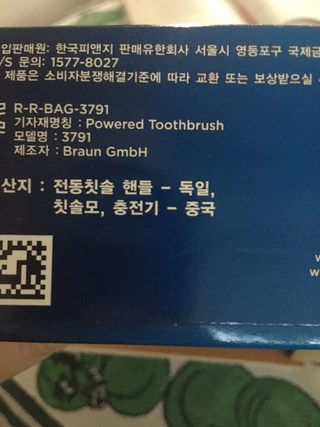 입판매원: 한국피앤지 판매유한회사 서울시 영등포구 국제금
/S 문의: 1577-8027
제품은 소비자분쟁해결기준에 따라 교환 또는 보상받으실
R-R-BAG-3791
기자재명칭 : Powered Toothbrush
모델명 : 3791
제조자 : Braun GmbH
산지 : 전동칫솔 핸들 – 독일,
칫솔모, 충전기 – 중국
w
w